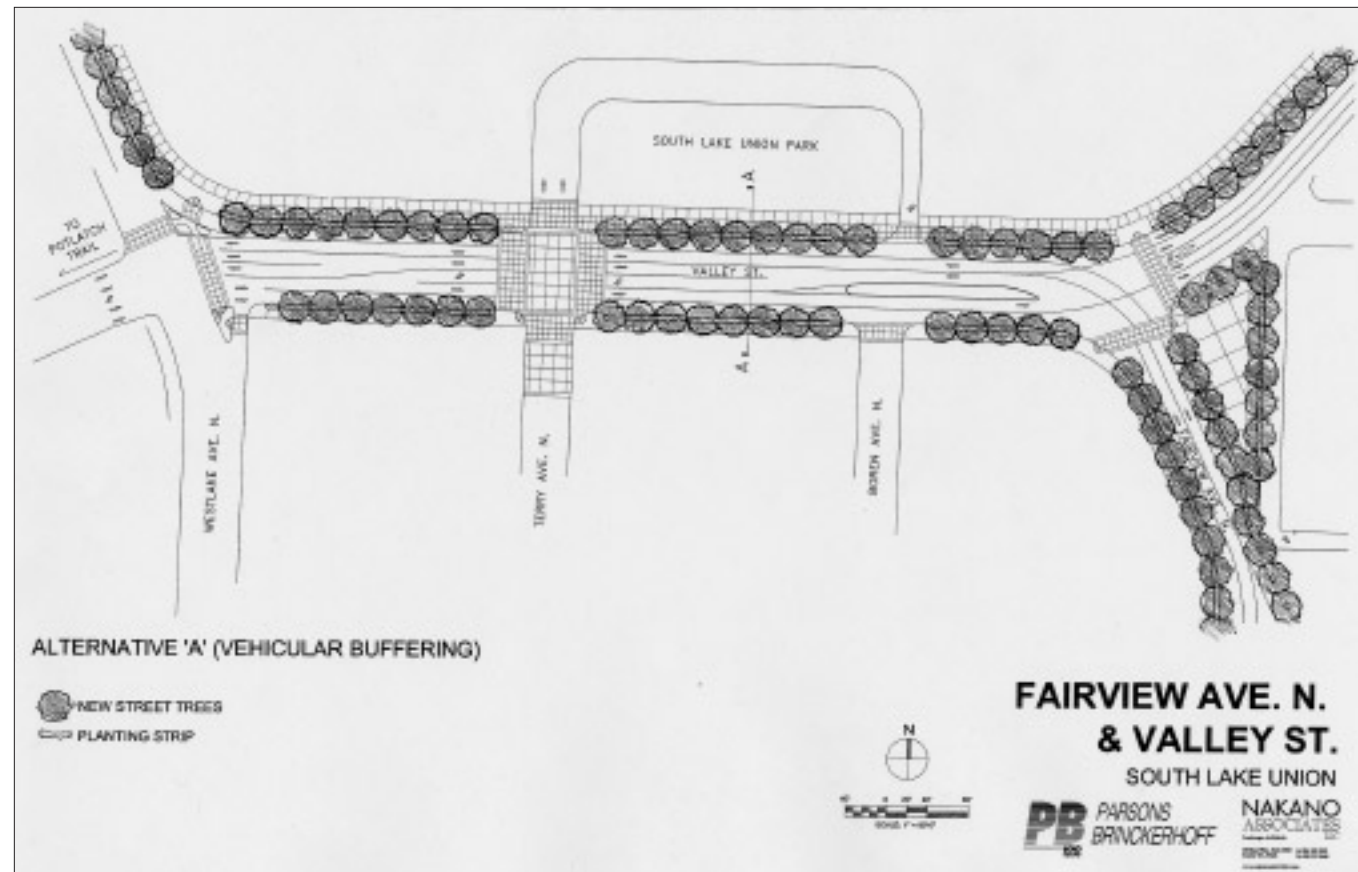 SOUTH LAKE UNION PARK
A
TO
POTLATCH
TRAIL
VALLEY ST.
A
WESTLAKE AVE. N.
TERRY AVE. N.
BOREN AVE. N.
ALTERNATIVE 'A' (VEHICULAR BUFFERING)
NEW STREET TREES
PLANTING STRIP
N
FAIRVIEW AVE. N.
& VALLEY ST.
SOUTH LAKE UNION
PB
PARSONS
BRINCKERHOFF
NAKANO
ASSOCIATES